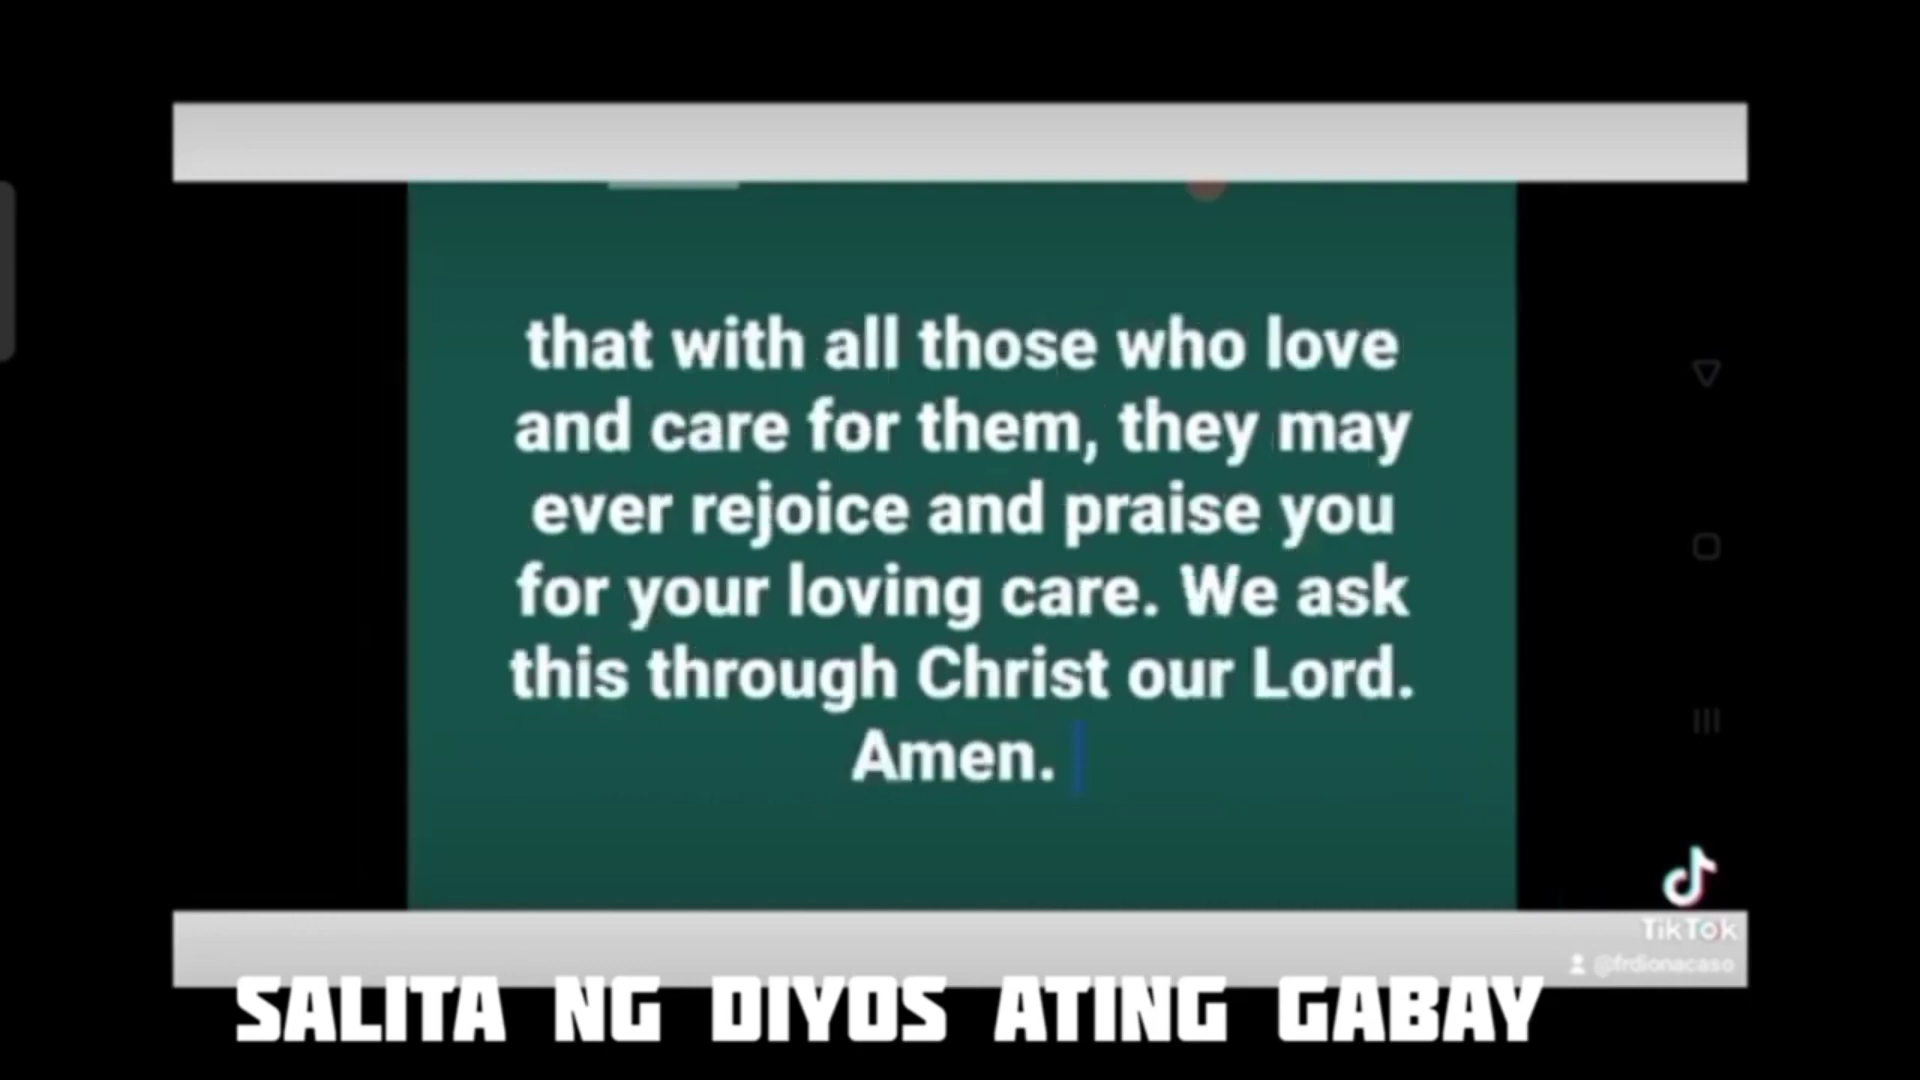 that with all those who love
and care for them, they may
ever rejoice and praise you
for your loving care. We ask
this through Christ our Lord.
Amen.
TikTok
@frdionacaso
SALITA NG DIYOS ATING GABAY